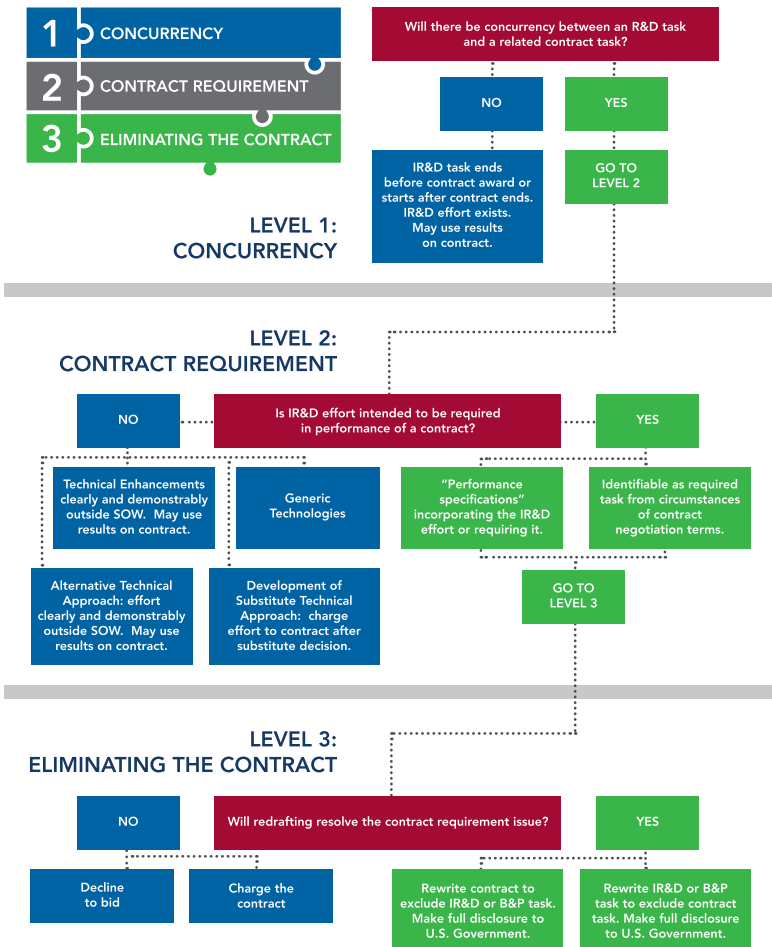 1 CONCURRENCY
2 CONTRACT REQUIREMENT
3 ELIMINATING THE CONTRACT
Will there be concurrency between an R&D task
and a related contract task?
NO
YES
IR&D task ends
before contract award or
starts after contract ends.
IR&D effort exists.
May use results
on contract.
GO TO
LEVEL 2
LEVEL 1:
CONCURRENCY
LEVEL 2:
CONTRACT REQUIREMENT
NO
Is IR&D effort intended to be required
in performance of a contract?
YES
Technical Enhancements
clearly and demonstrably
outside SOW. May use
results on contract.
Generic
Technologies
"Performance
specifications"
incorporating the IR&D
effort or requiring it.
Identifiable as required
task from circumstances
of contract
negotiation terms.
Alternative Technical
Approach: effort
clearly and demonstrably
outside SOW. May use
results on contract.
Development of
Substitute Technical
Approach: charge
effort to contract after
substitute decision.
GO TO
LEVEL 3
LEVEL 3:
ELIMINATING THE CONTRACT
NO
Will redrafting resolve the contract requirement issue?
YES
Decline
to bid
Charge the
contract
Rewrite contract to
exclude IR&D or B&P task.
Make full disclosure to
U.S. Government.
Rewrite IR&D or B&P
task to exclude contract
task. Make full disclosure
to U.S. Government.